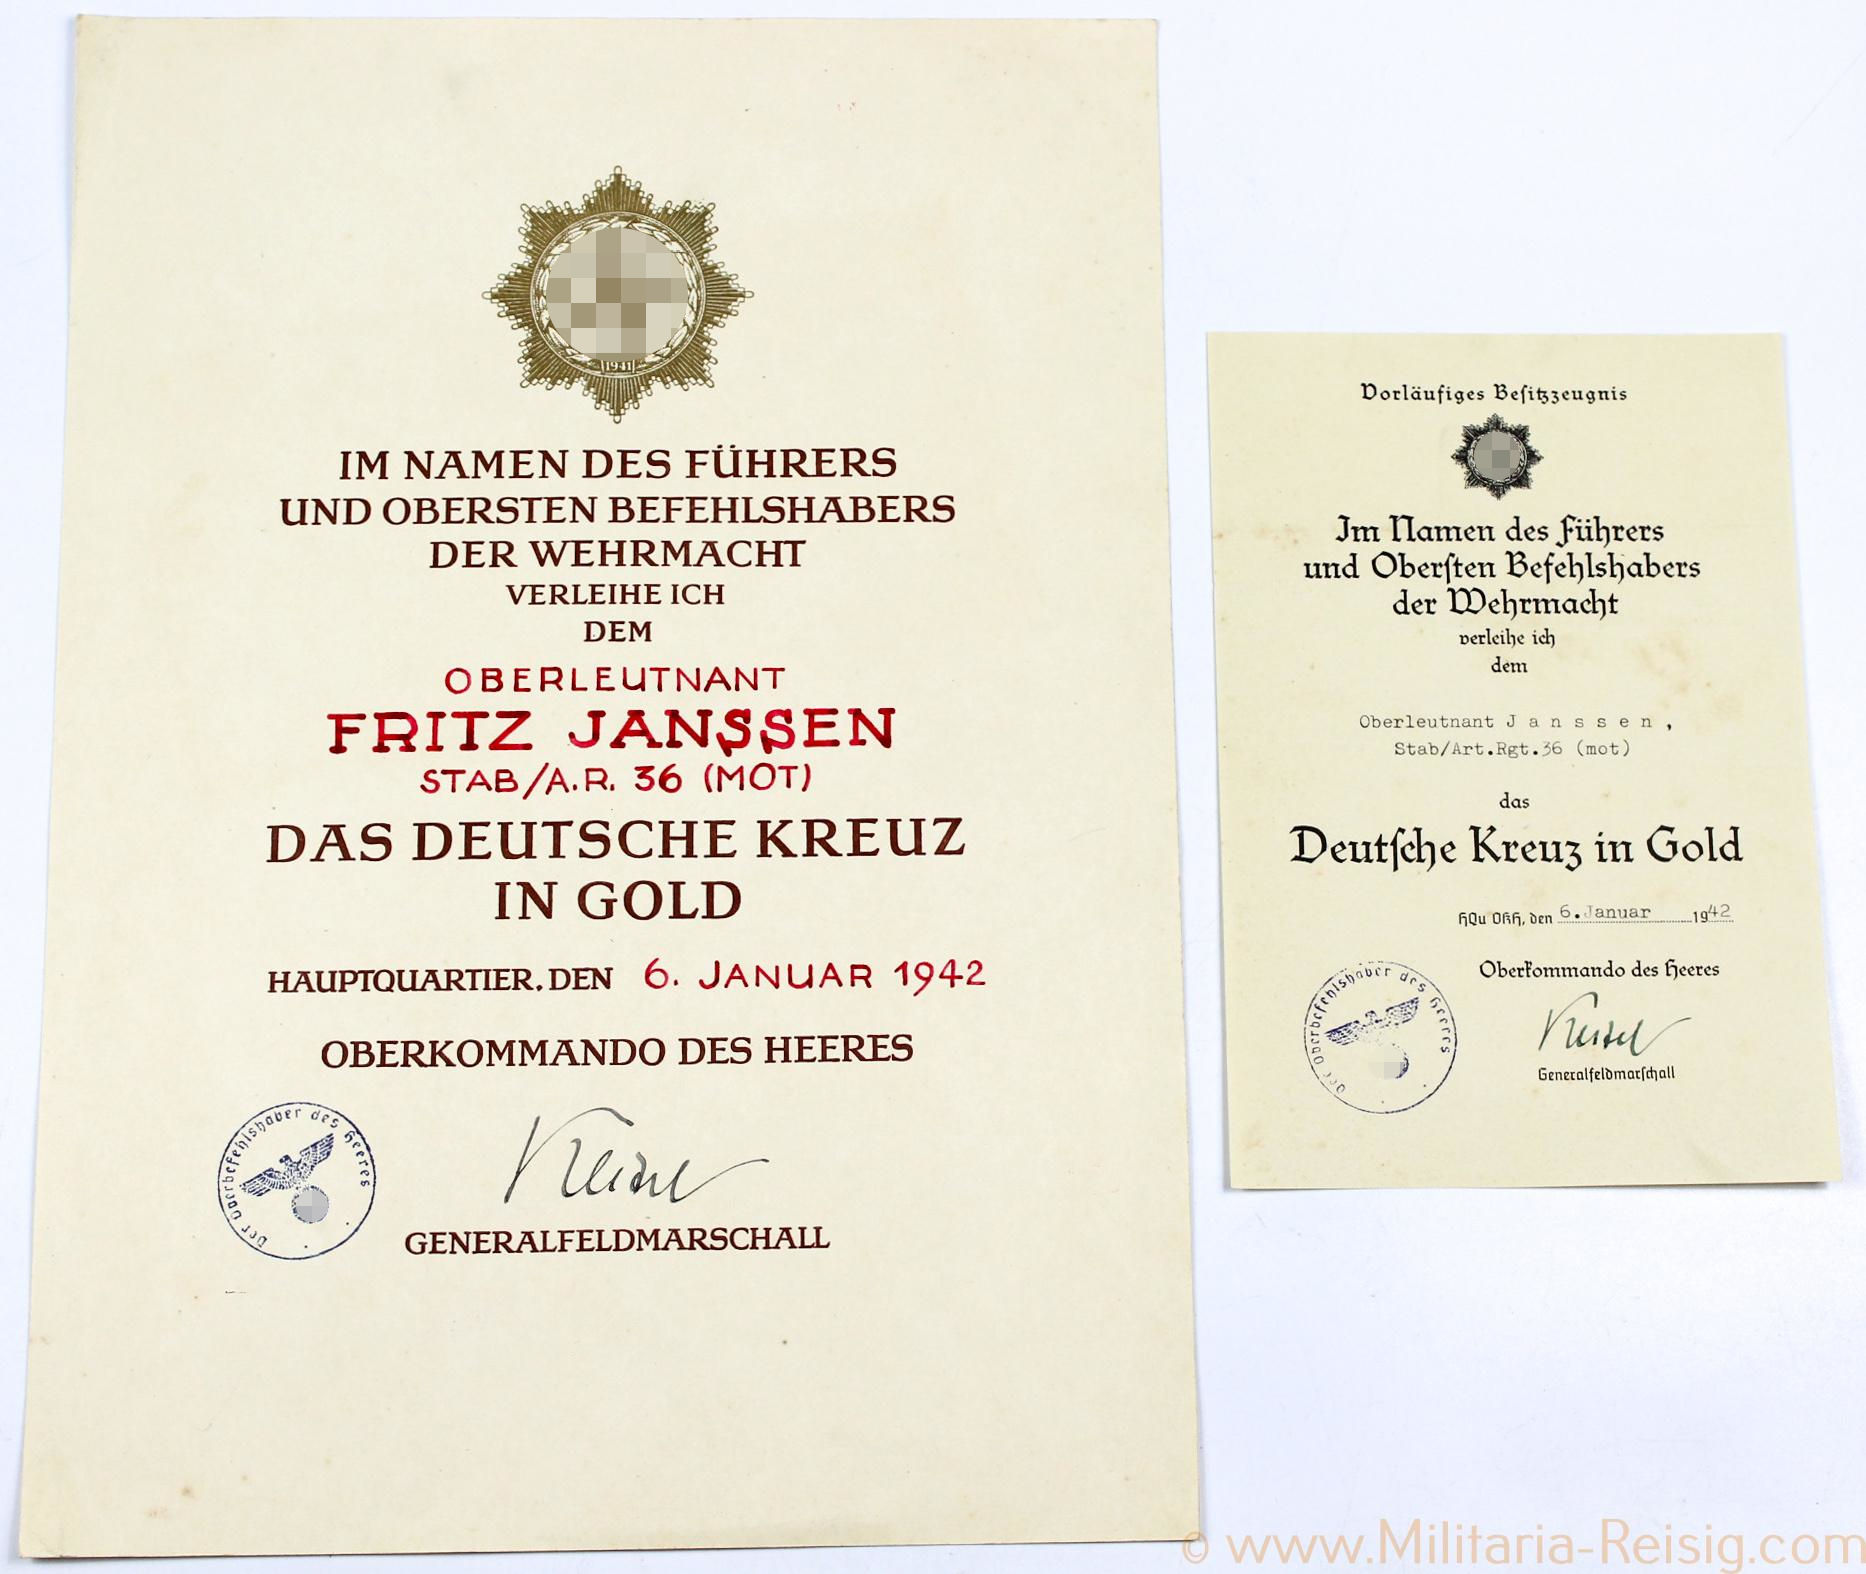 1941
IM NAMEN DES FÜHRERS
UND OBERSTEN BEFEHLSHABERS
DER WEHRMACHT
VERLEIHE ICH
DEM
OBERLEUTNANT
FRITZ JANSSEN
STAB/A.R. 36 (MOT)
DAS DEUTSCHE KREUZ
IN GOLD
HAUPTQUARTIER, DEN 6. JANUAR 1942
OBERKOMMANDO DES HEERES
Der Oberbefehlshaber des Heeres
Keitel
GENERALFELDMARSCHALL
Vorläufiges Beſitzzeugnis
Im Namen des Führers
und Oberſten Befehlshabers
der Wehrmacht
verleihe ich
dem
Oberleutnant J a n s s e n ,
Stab/Art.Rgt.36 (mot)
das
Deutſche Kreuz in Gold
HQu OKH, den 6.Januar 1942
Oberkommando des Heeres
Der Oberbefehlshaber des Heeres
Keitel
Generalfeldmarſchall
© www.Militaria-Reisig.com